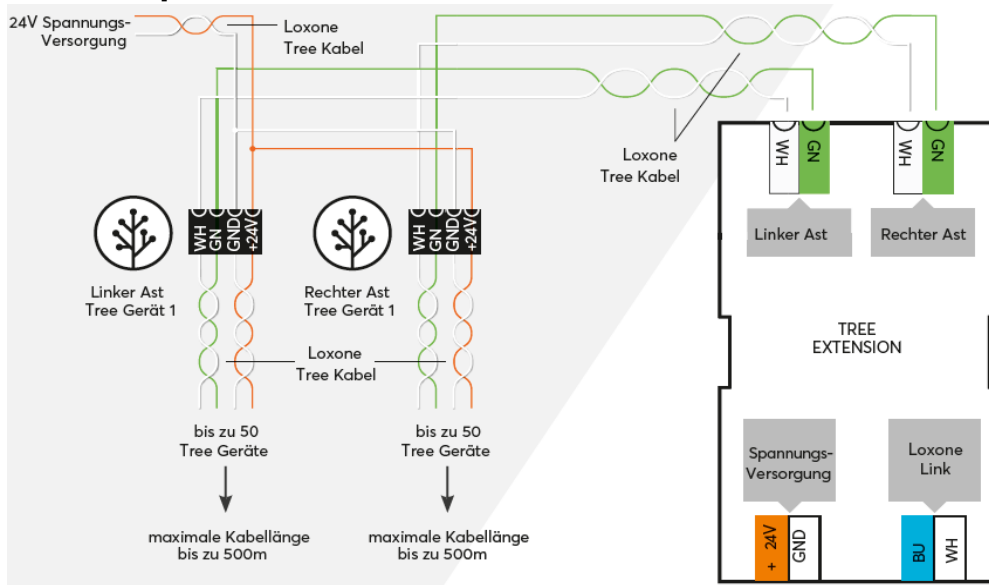 24V Spannungs-
Versorgung
Loxone
Tree Kabel
Loxone
Tree Kabel
WH
GN
WH
GN
Linker Ast
Rechter Ast
WH
GN
GND
+24V
WH
GN
GND
+24V
Linker Ast
Tree Gerät 1
Rechter Ast
Tree Gerät 1
Loxone
Tree Kabel
TREE
EXTENSION
bis zu 50
Tree Geräte
bis zu 50
Tree Geräte
maximale Kabellänge
bis zu 500m
maximale Kabellänge
bis zu 500m
Spannungs-
Versorgung
Loxone
Link
+ 24V
GND
BU
WH